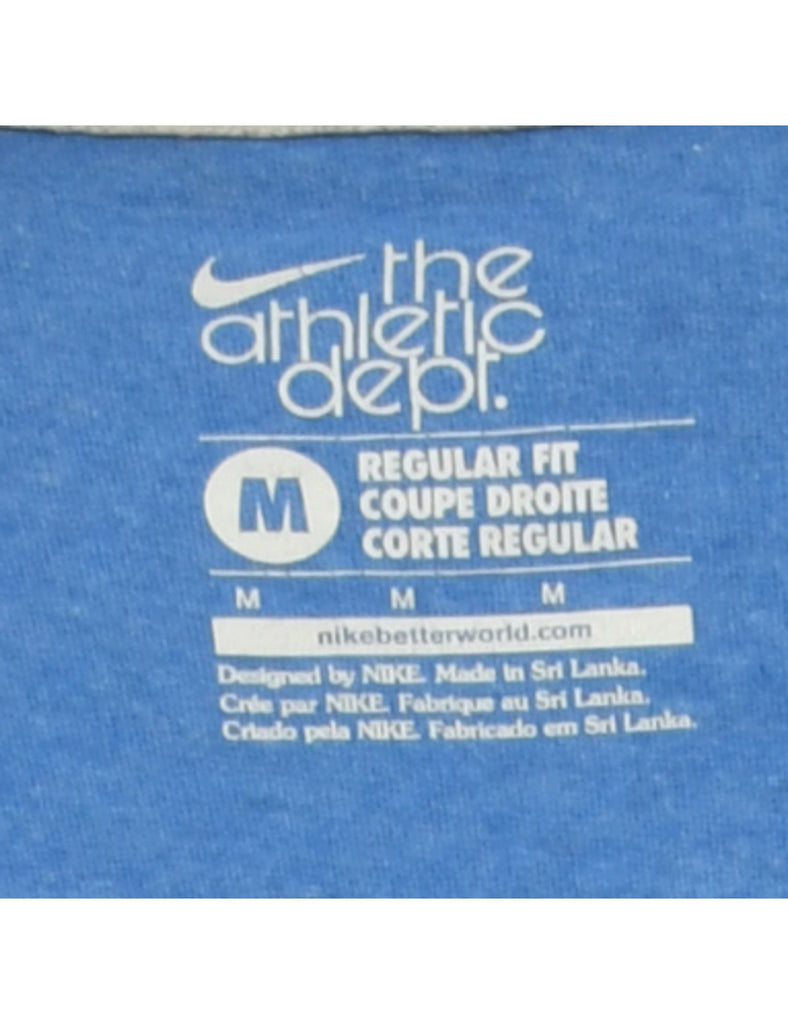 the
athletic
dept.
M
REGULAR FIT
COUPE DROITE
CORTE REGULAR
M M M
nikebetterworld.com
Designed by NIKE. Made in Sri Lanka.
Crée par NIKE. Fabrique au Sri Lanka.
Criado pela NIKE. Fabricado em Sri Lanka.